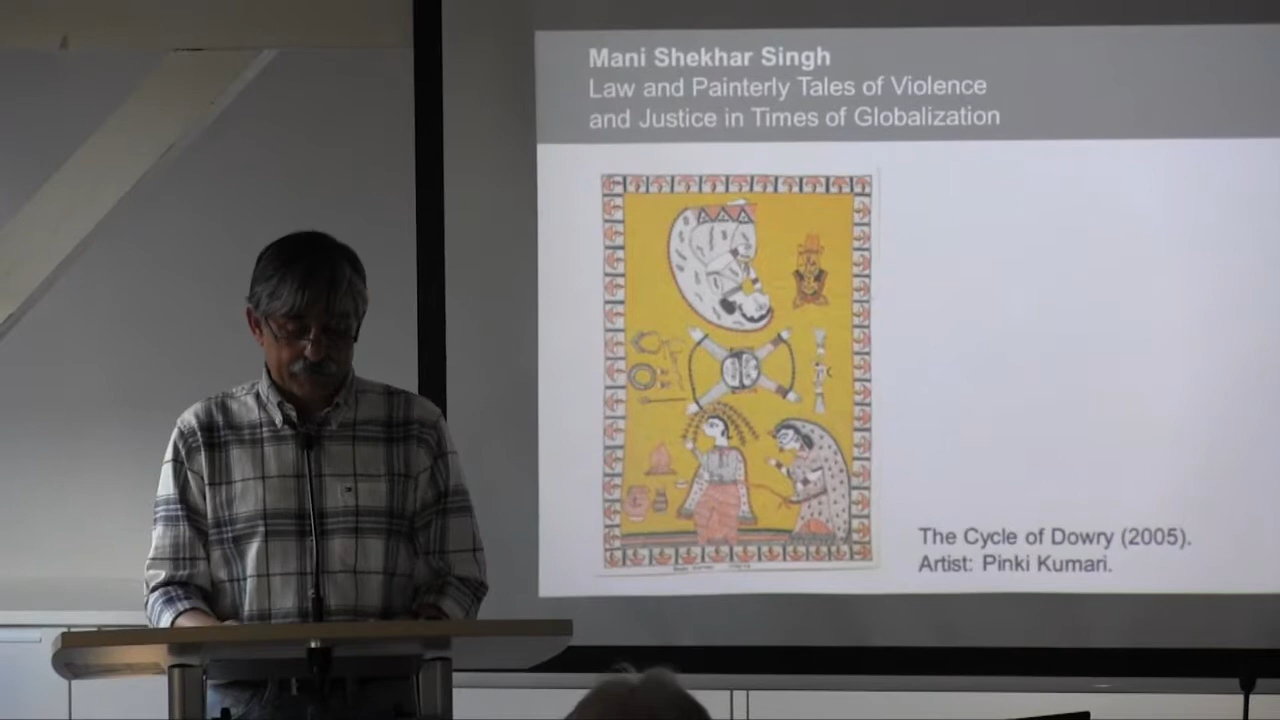 Mani Shekhar Singh
Law and Painterly Tales of Violence
and Justice in Times of Globalization
The Cycle of Dowry (2005).
Artist: Pinki Kumari.